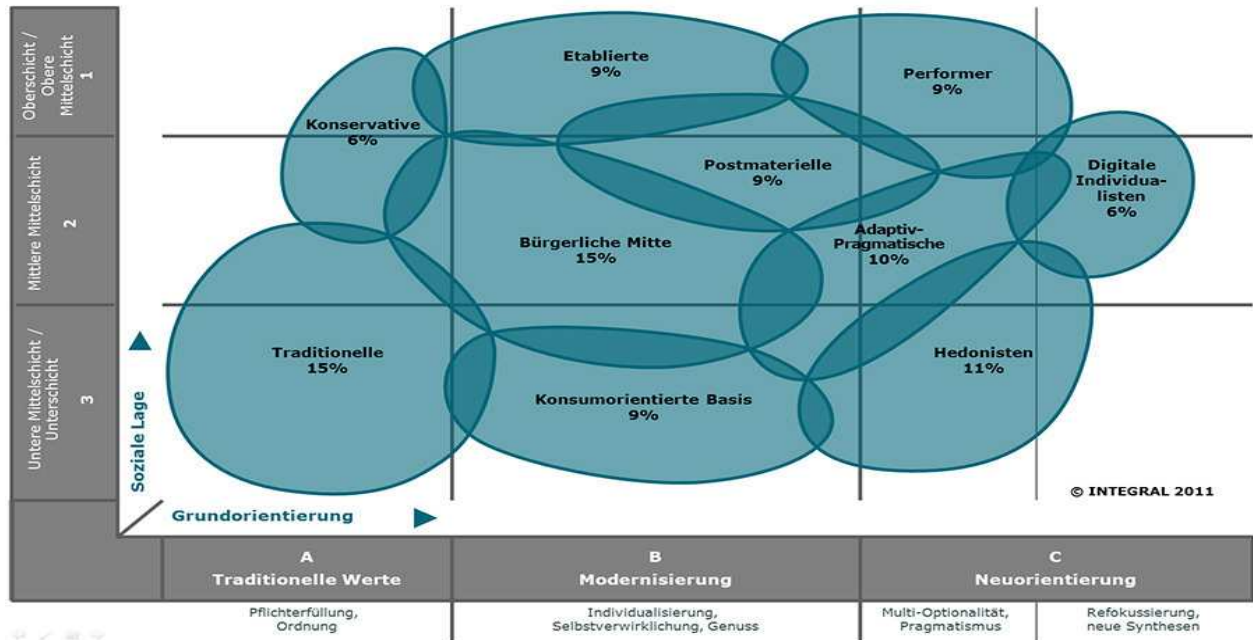 Oberschicht /
Obere
Mittelschicht
1
Mittlere Mittelschicht
2
Untere Mittelschicht /
Unterschicht
3
Soziale Lage
Konservative
6%
Etablierte
9%
Performer
9%
Postmaterielle
9%
Digitale
Individua-
listen
6%
Bürgerliche Mitte
15%
Adaptiv-
Pragmatische
10%
Traditionelle
15%
Konsumorientierte Basis
9%
Hedonisten
11%
© INTEGRAL 2011
Grundorientierung
A
Traditionelle Werte
B
Modernisierung
C
Neuorientierung
Pflichterfüllung,
Ordnung
Individualisierung,
Selbstverwirklichung, Genuss
Multi-Optionalität,
Pragmatismus
Refokussierung,
neue Synthesen